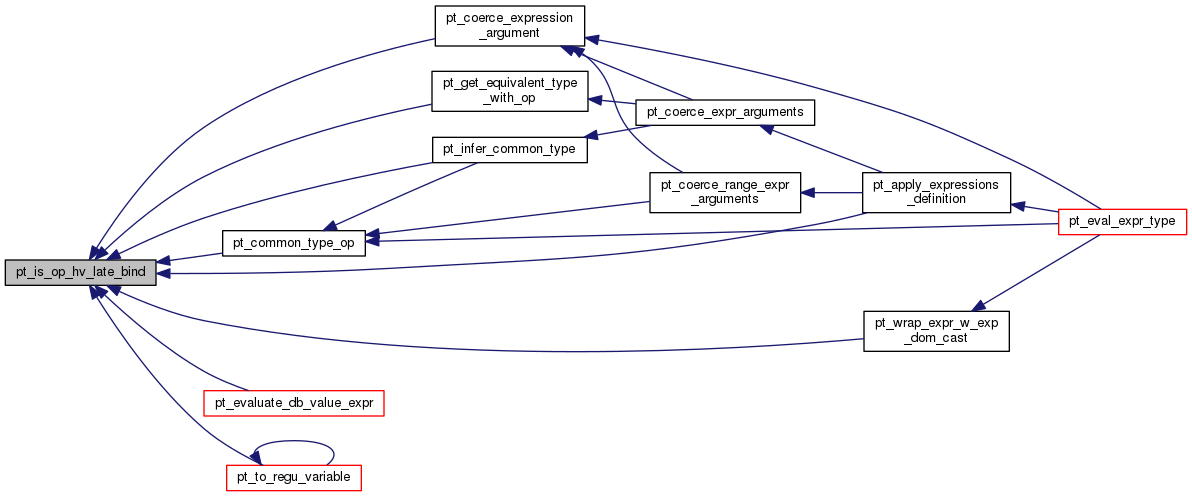 pt_coerce_expression
_argument
pt_get_equivalent_type
_with_op
pt_coerce_expr_arguments
pt_infer_common_type
pt_coerce_range_expr
_arguments
pt_apply_expressions
_definition
pt_eval_expr_type
pt_common_type_op
pt_is_op_hv_late_bind
pt_wrap_expr_w_exp
_dom_cast
pt_evaluate_db_value_expr
pt_to_regu_variable